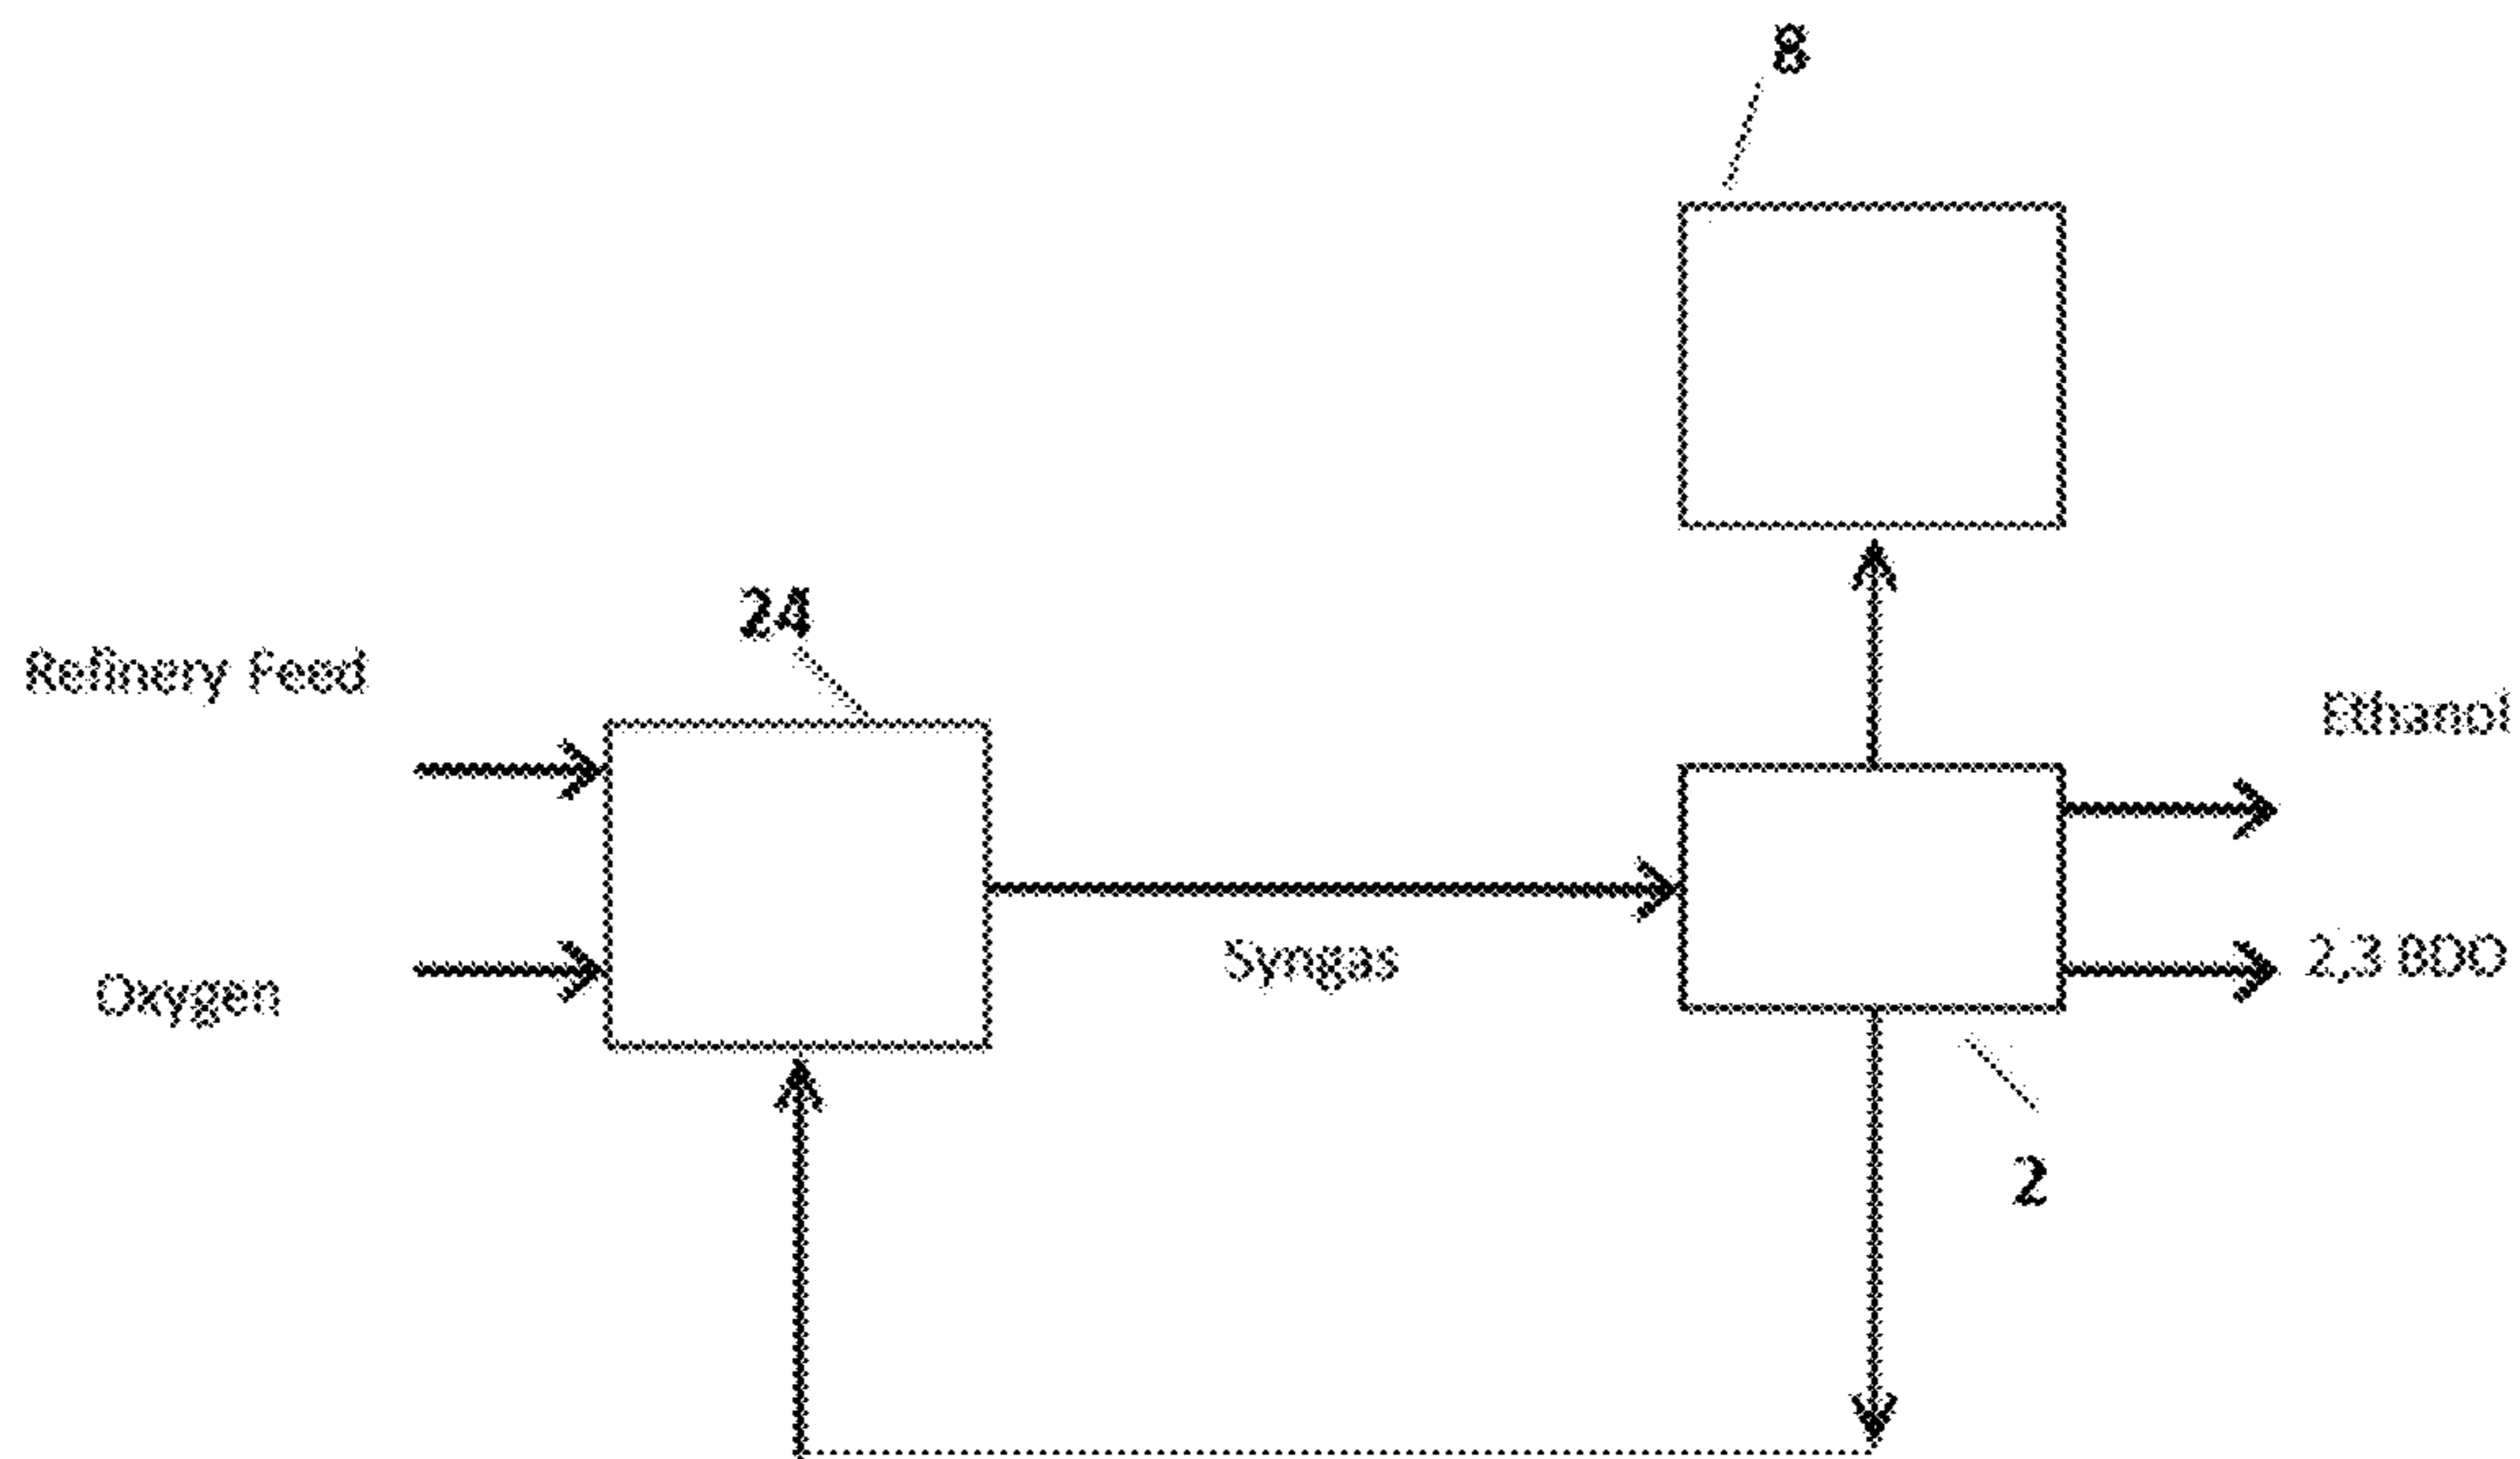 8
24
Refinery Feed
Ethanol
Syngas
2,3 BDO
Oxygen
2